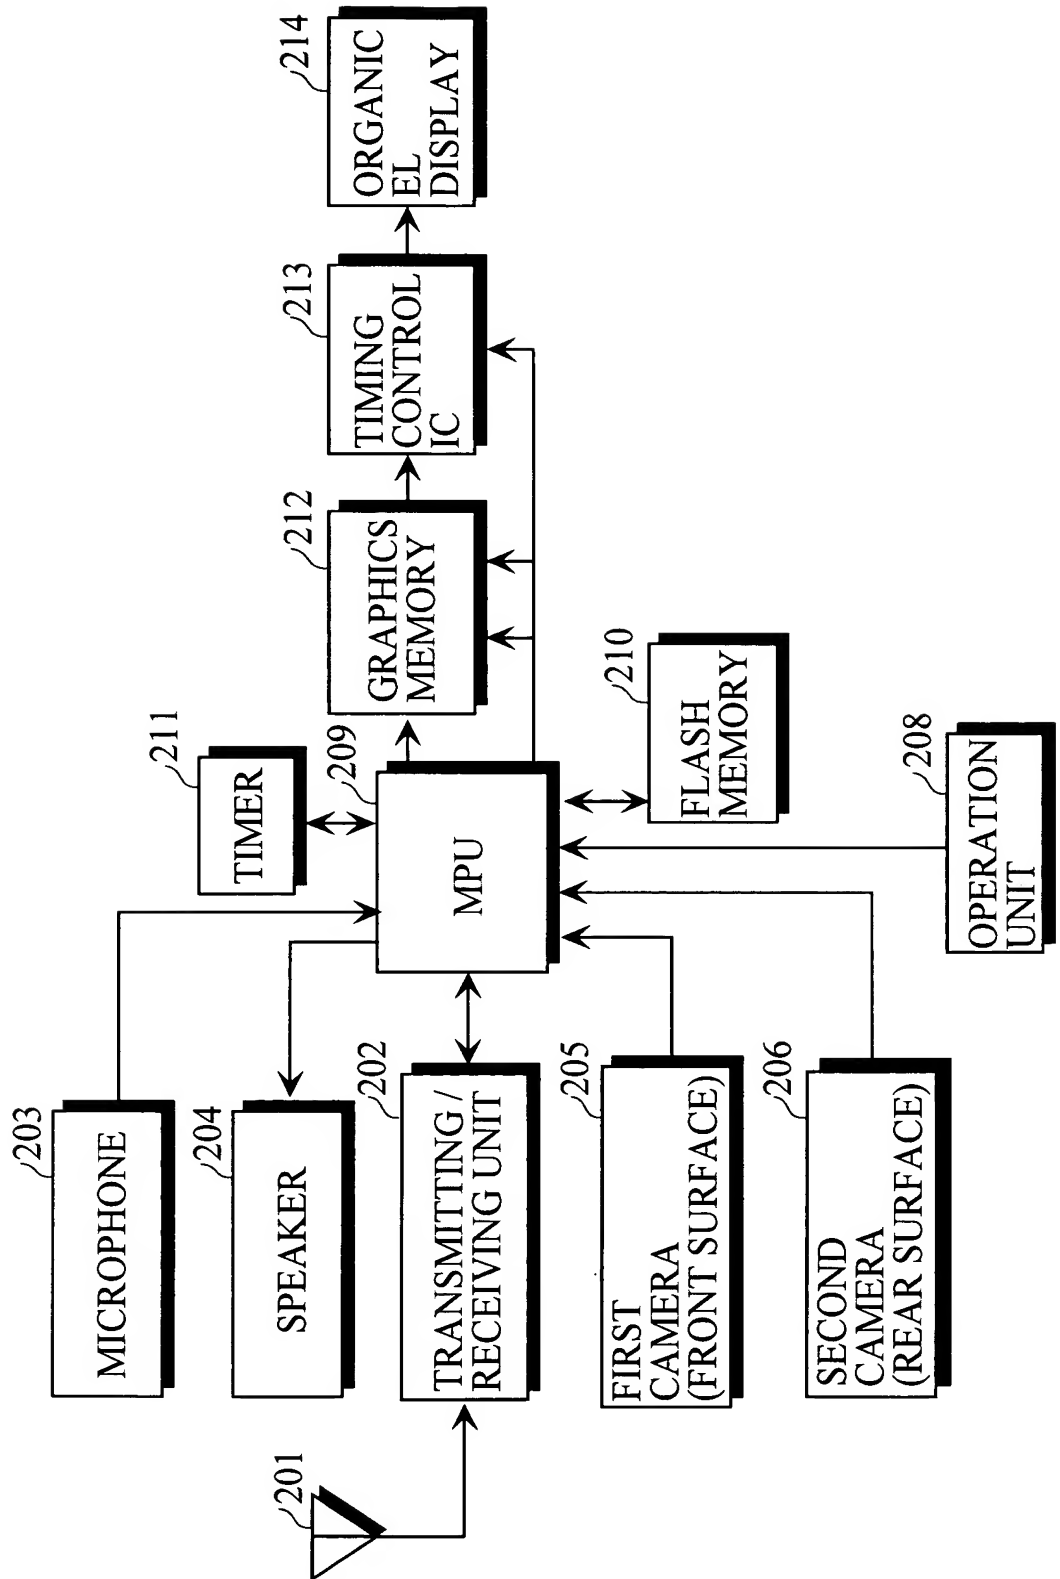 201
203
MICROPHONE
204
SPEAKER
202
TRANSMITTING /
RECEIVING UNIT
205
FIRST
CAMERA
(FRONT SURFACE)
206
SECOND
CAMERA
(REAR SURFACE)
211
TIMER
209
MPU
210
FLASH
MEMORY
208
OPERATION
UNIT
212
GRAPHICS
MEMORY
213
TIMING
CONTROL
IC
214
ORGANIC
EL
DISPLAY